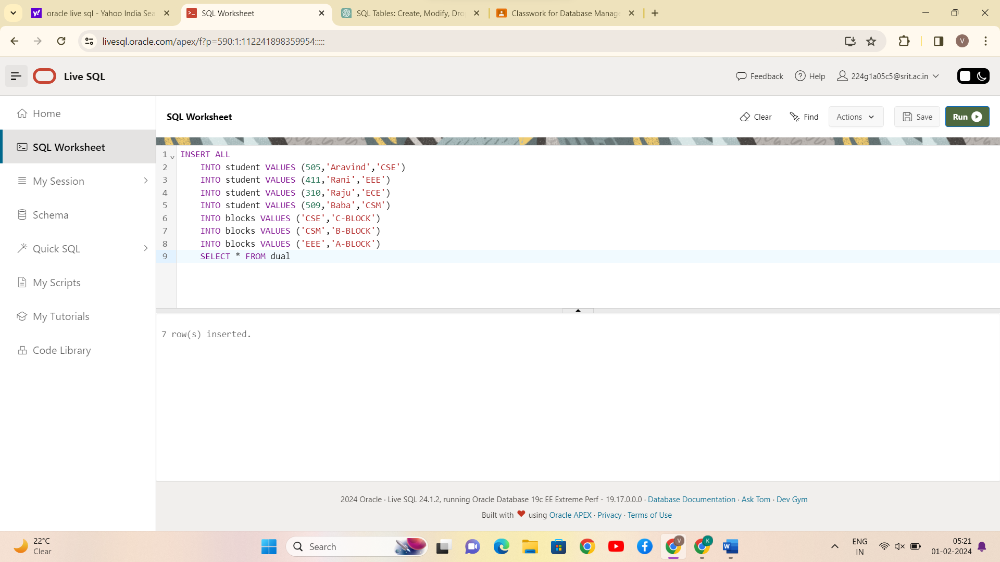 oracle live sql - Yahoo India Sea
SQL Worksheet
SQL Tables: Create, Modify, Dro
Classwork for Database Manage
livesql.oracle.com/apex/f?p=590:1:112241898359954:::::
V
Live SQL
Feedback
Help
224g1a05c5@srit.ac.in
Home
SQL Worksheet
My Session
Schema
Quick SQL
My Scripts
My Tutorials
Code Library
SQL Worksheet
Clear
Find
Actions
Save
Run
1 INSERT ALL
2 INTO student VALUES (505,'Aravind','CSE')
3 INTO student VALUES (411,'Rani','EEE')
4 INTO student VALUES (310,'Raju','ECE')
5 INTO student VALUES (509,'Baba','CSM')
6 INTO blocks VALUES ('CSE','C-BLOCK')
7 INTO blocks VALUES ('CSM','B-BLOCK')
8 INTO blocks VALUES ('EEE','A-BLOCK')
9 SELECT * FROM dual
7 row(s) inserted.
2024 Oracle · Live SQL 24.1.2, running Oracle Database 19c EE Extreme Perf - 19.17.0.0.0 · Database Documentation · Ask Tom · Dev Gym
Built with ❤ using Oracle APEX · Privacy · Terms of Use
22°C
Clear
Search
V
K
W
ENG
IN
05:21
01-02-2024